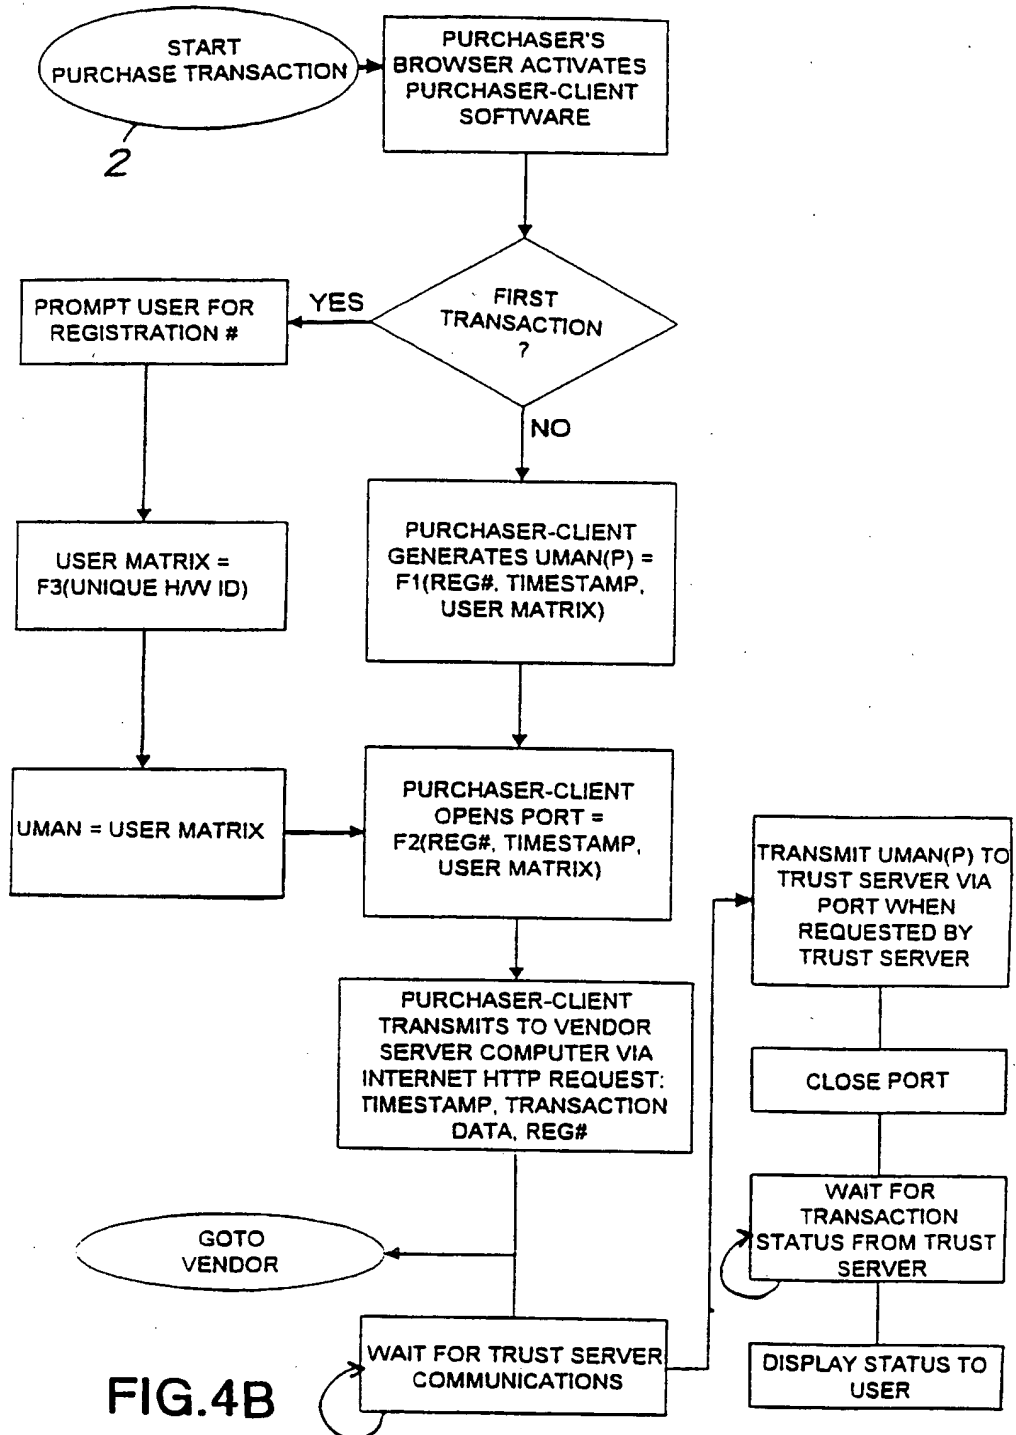 START
PURCHASE TRANSACTION
2
PURCHASER'S
BROWSER ACTIVATES
PURCHASER-CLIENT
SOFTWARE
FIRST
TRANSACTION
?
YES
NO
PROMPT USER FOR
REGISTRATION #
USER MATRIX =
F3(UNIQUE H/W ID)
UMAN = USER MATRIX
PURCHASER-CLIENT
GENERATES UMAN(P) =
F1(REG#, TIMESTAMP,
USER MATRIX)
PURCHASER-CLIENT
OPENS PORT =
F2(REG#, TIMESTAMP,
USER MATRIX)
PURCHASER-CLIENT
TRANSMITS TO VENDOR
SERVER COMPUTER VIA
INTERNET HTTP REQUEST:
TIMESTAMP, TRANSACTION
DATA, REG#
GOTO
VENDOR
WAIT FOR TRUST SERVER
COMMUNICATIONS
TRANSMIT UMAN(P) TO
TRUST SERVER VIA
PORT WHEN
REQUESTED BY
TRUST SERVER
CLOSE PORT
WAIT FOR
TRANSACTION
STATUS FROM TRUST
SERVER
DISPLAY STATUS TO
USER
FIG.4B